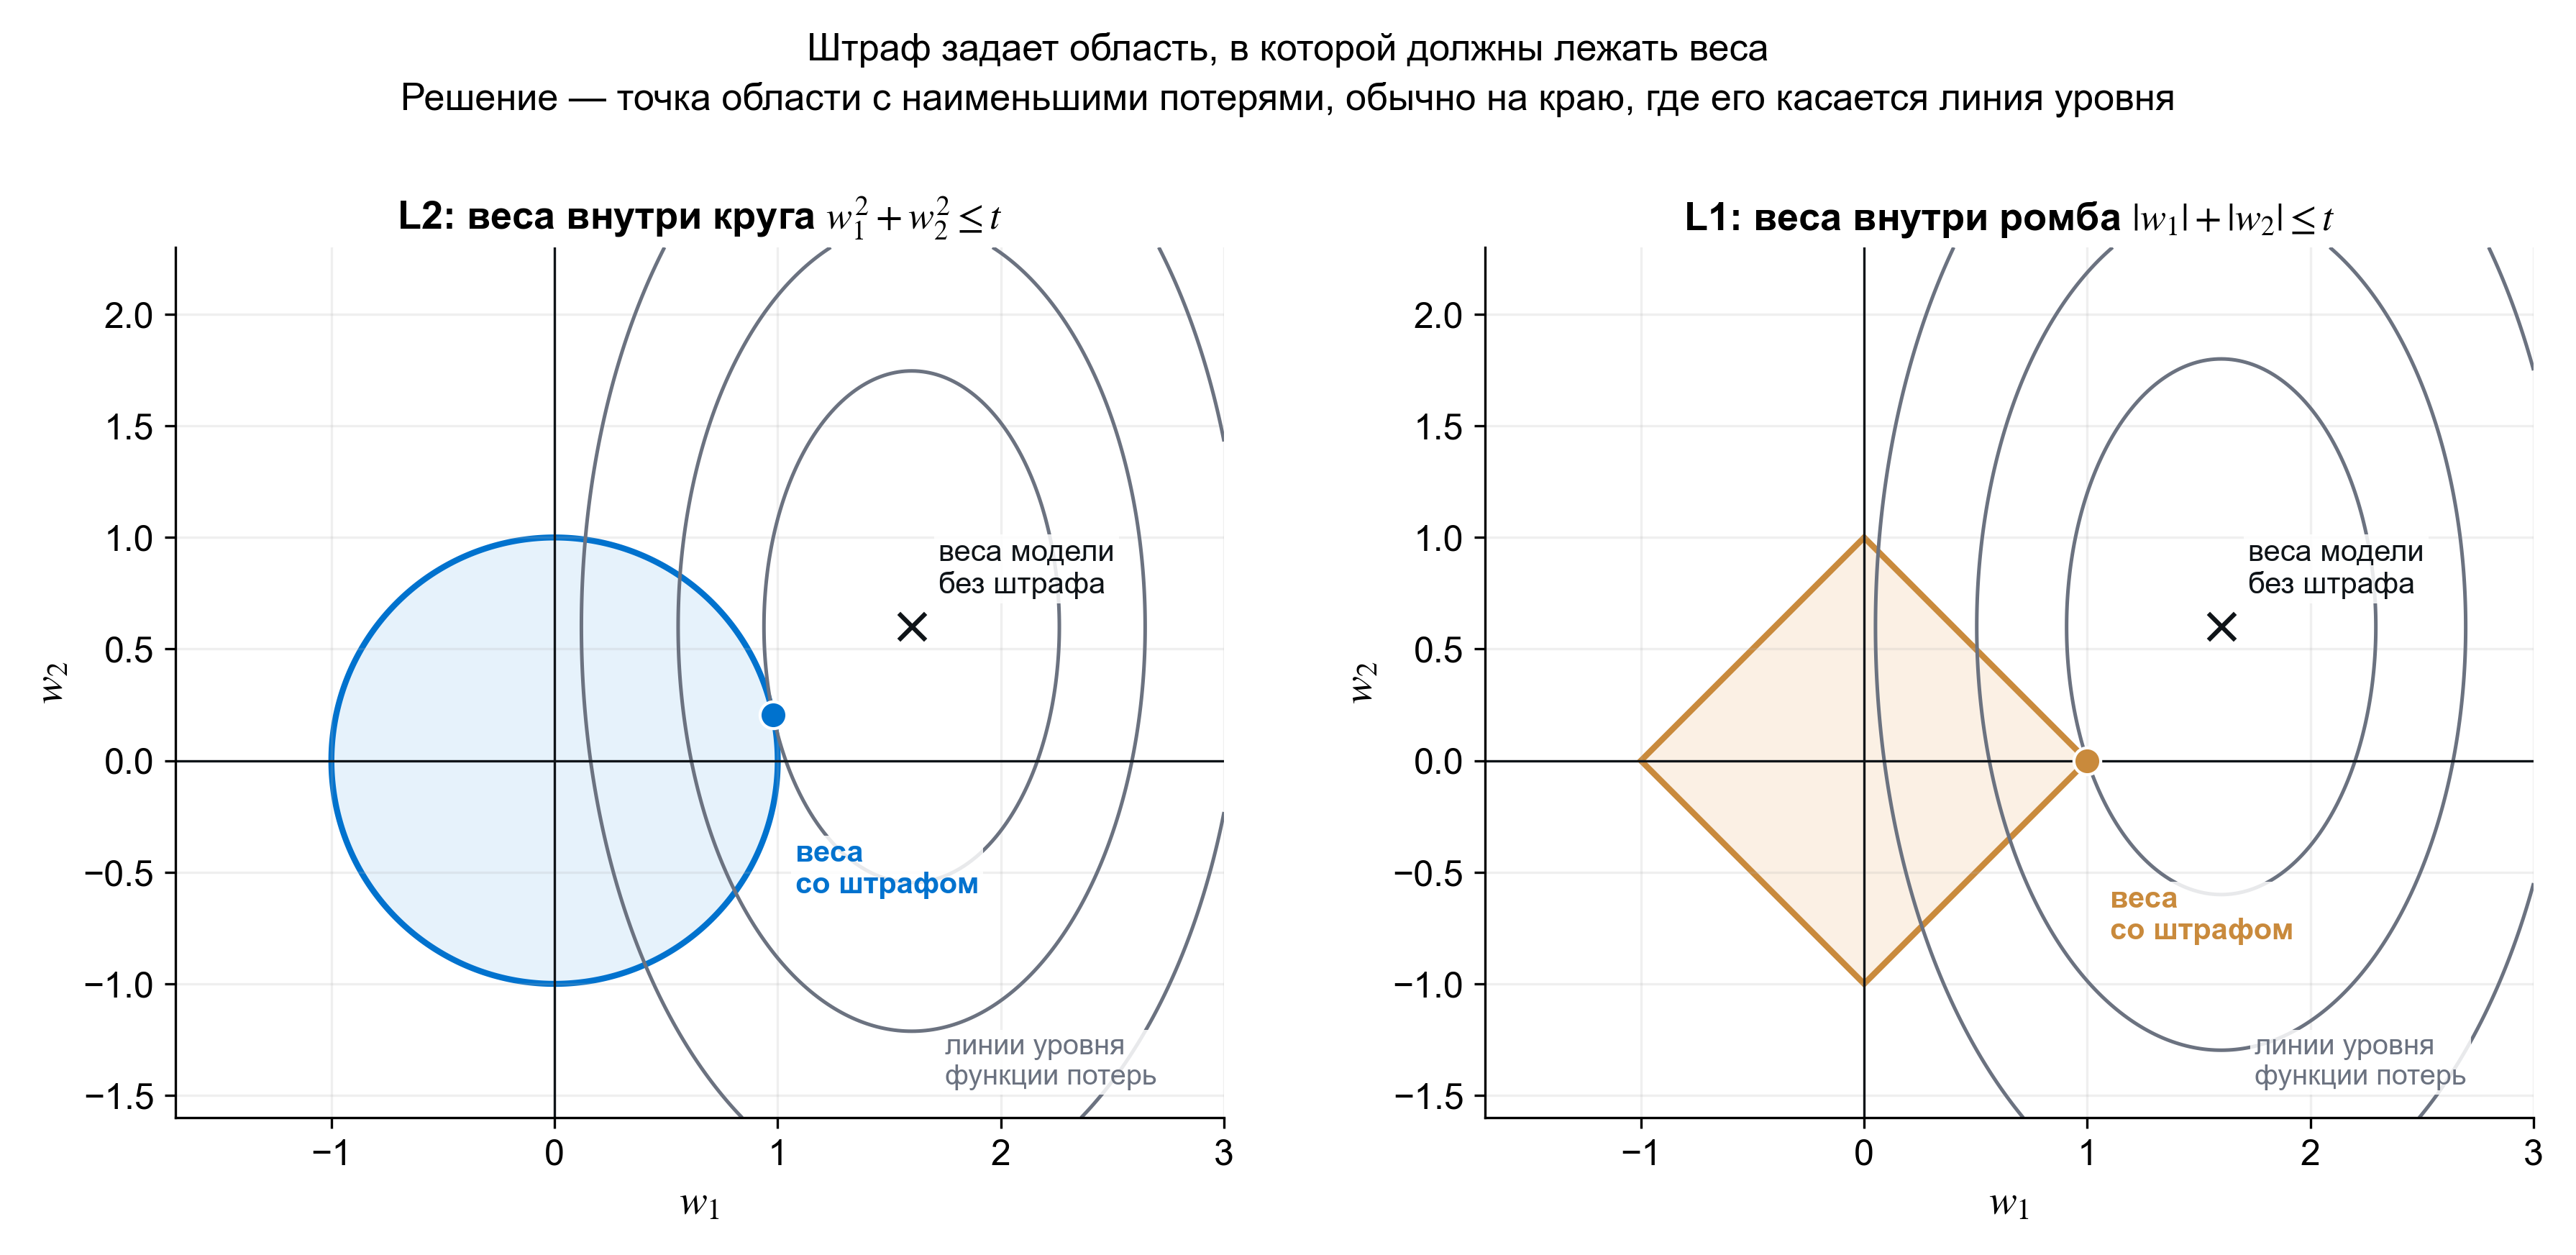 Штраф задает область, в которой должны лежать веса
Решение — точка области с наименьшими потерями, обычно на краю, где его касается линия уровня
L2: веса внутри круга w₁² + w₂² ≤ t
2.0
1.5
1.0
0.5
0.0
−0.5
−1.0
−1.5
w₂
веса модели
без штрафа
веса
со штрафом
линии уровня
функции потерь
−1
0
1
2
3
w₁
L1: веса внутри ромба |w₁| + |w₂| ≤ t
2.0
1.5
1.0
0.5
0.0
−0.5
−1.0
−1.5
w₂
веса модели
без штрафа
веса
со штрафом
линии уровня
функции потерь
−1
0
1
2
3
w₁